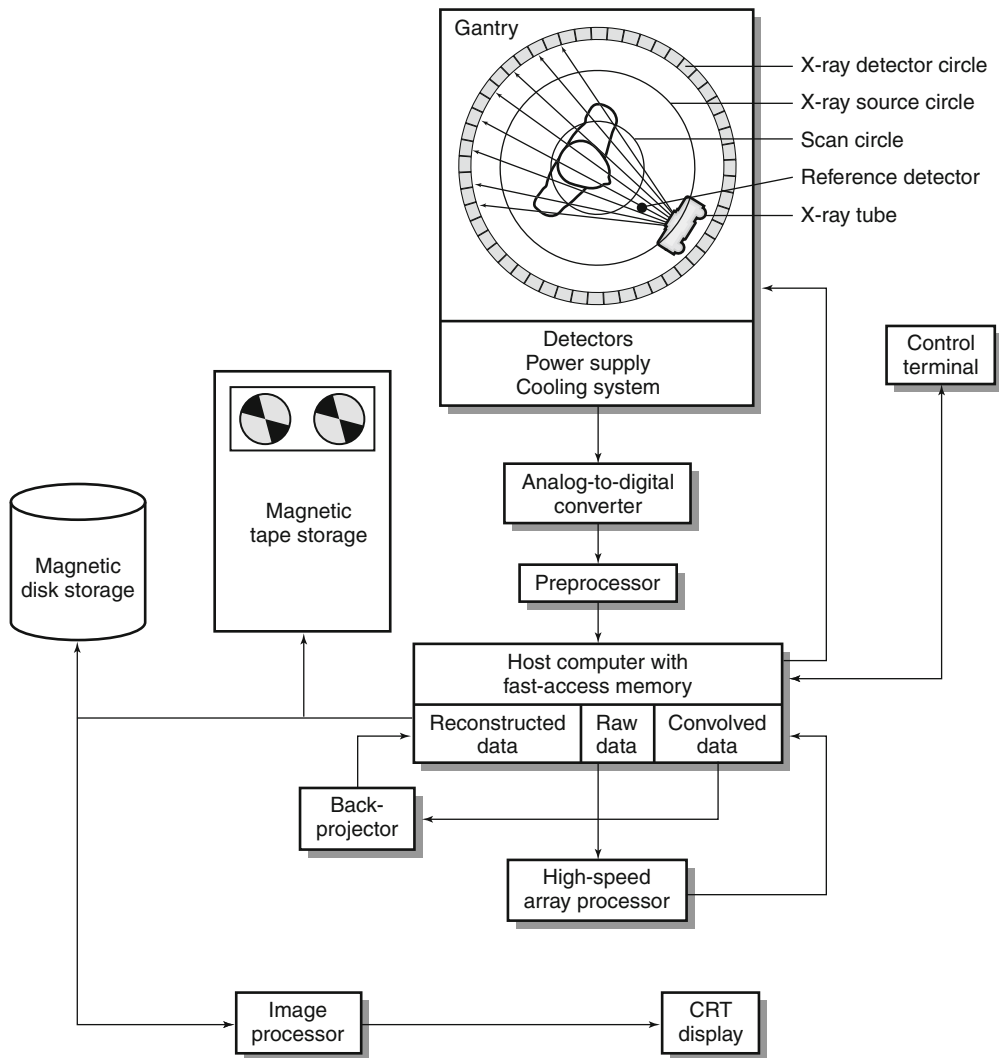 Gantry
X-ray detector circle
X-ray source circle
Scan circle
Reference detector
X-ray tube
Detectors
Power supply
Cooling system
Control
terminal
Analog-to-digital
converter
Magnetic
tape storage
Magnetic
disk storage
Preprocessor
Host computer with
fast-access memory
Reconstructed
data
Raw
data
Convolved
data
Back-
projector
High-speed
array processor
Image
processor
CRT
display